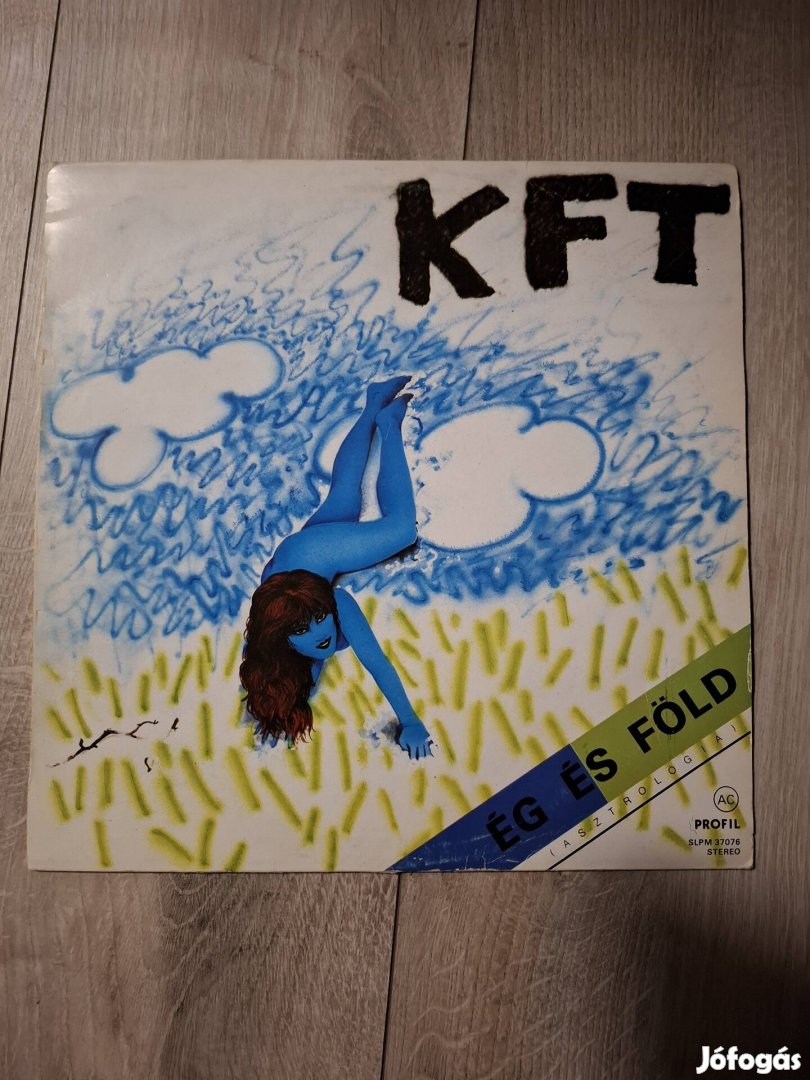 KFT
ÉG ÉS FÖLD
(ASZTROLÓGIA)
AC
PROFIL
SLPM 37076
STEREO
Jófogás